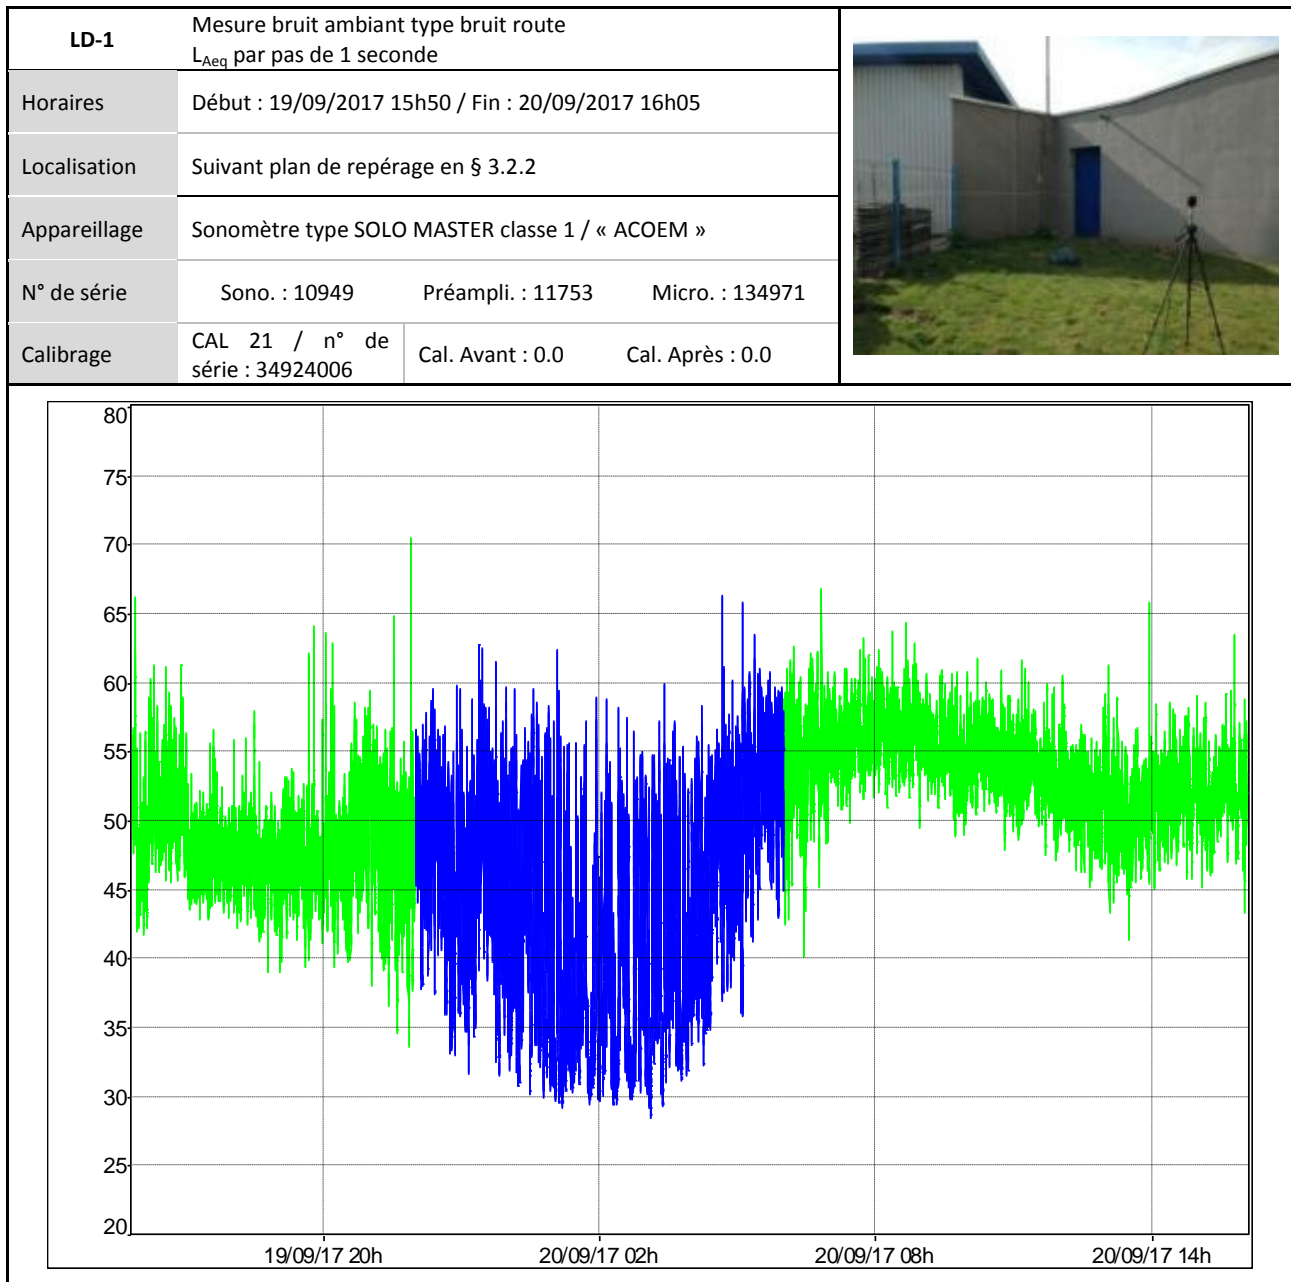 LD-1
Mesure bruit ambiant type bruit route
LAeq par pas de 1 seconde
Horaires
Début : 19/09/2017 15h50 / Fin : 20/09/2017 16h05
Localisation
Suivant plan de repérage en § 3.2.2
Appareillage
Sonomètre type SOLO MASTER classe 1 / « ACOEM »
N° de série
Sono. : 10949 Préampli. : 11753 Micro. : 134971
Calibrage
CAL 21 / n° de
série : 34924006
Cal. Avant : 0.0 Cal. Après : 0.0
80
75
70
65
60
55
50
45
40
35
30
25
20
19/09/17 20h 20/09/17 02h 20/09/17 08h 20/09/17 14h